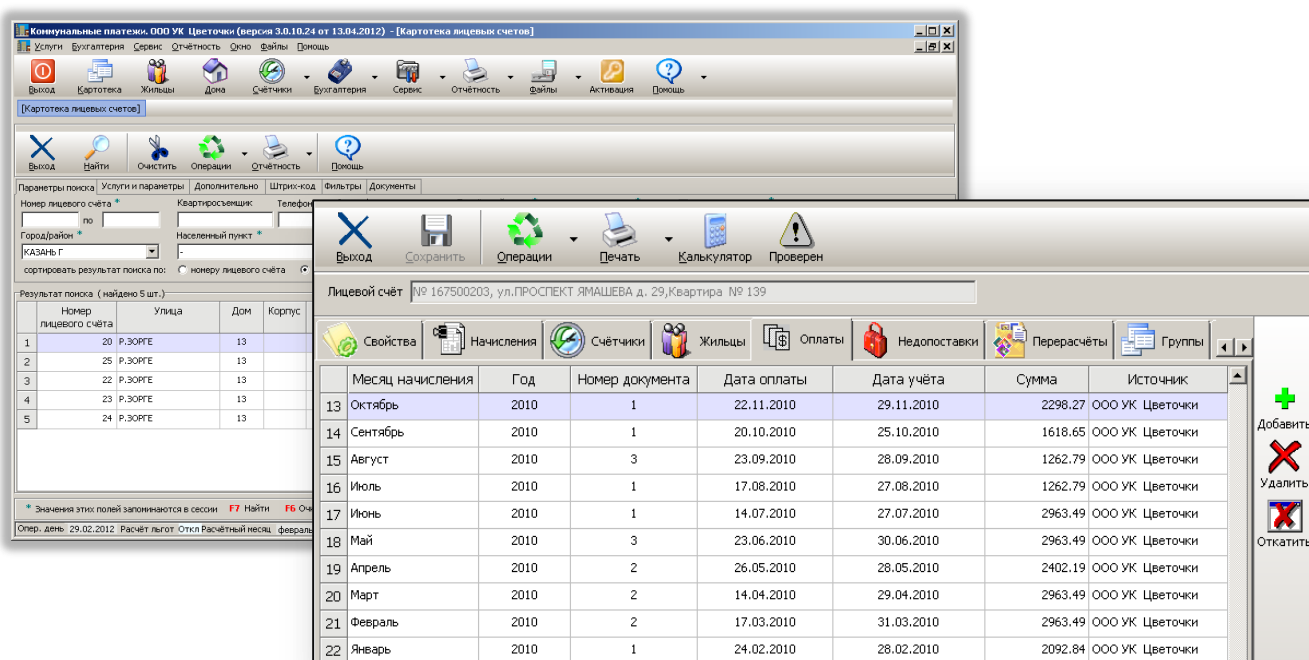 Коммунальные платежи. ООО УК Цветочки (версия 3.0.10.24 от 13.04.2012) - [Картотека лицевых счетов]
Услуги Бухгалтерия Сервис Отчётность Окно Файлы Помощь
Выход Картотека Жильцы Дома Счётчики Бухгалтерия Сервис Отчётность Файлы Активация Помощь
[Картотека лицевых счетов]
Выход Найти Очистить Операции Отчётность Помощь
Параметры поиска Услуги и параметры Дополнительно Штрих-код Фильтры Документы
Номер лицевого счёта * Квартиросъемщик Телефон
по
Город/район * Населенный пункт *
КАЗАНЬ Г -
сортировать результат поиска по: номеру лицевого счёта
Результат поиска ( найдено 5 шт.)
Номер лицевого счёта Улица Дом Корпус
1 20 Р.ЗОРГЕ 13
2 25 Р.ЗОРГЕ 13
3 22 Р.ЗОРГЕ 13
4 23 Р.ЗОРГЕ 13
5 24 Р.ЗОРГЕ 13
* Значения этих полей запоминаются в сессии F7 Найти F6
Опер. день 29.02.2012 Расчёт льгот Откл Расчётный месяц февраль
Выход Сохранить Операции Печать Калькулятор Проверен
Лицевой счёт № 167500203, ул.ПРОСПЕКТ ЯМАШЕВА д. 29,Квартира № 139
Свойства Начисления Счётчики Жильцы Оплаты Недопоставки Перерасчёты Группы
Месяц начисления Год Номер документа Дата оплаты Дата учёта Сумма Источник
13 Октябрь 2010 1 22.11.2010 29.11.2010 2298.27 ООО УК Цветочки
14 Сентябрь 2010 1 20.10.2010 25.10.2010 1618.65 ООО УК Цветочки
15 Август 2010 3 23.09.2010 28.09.2010 1262.79 ООО УК Цветочки
16 Июль 2010 1 17.08.2010 27.08.2010 1262.79 ООО УК Цветочки
17 Июнь 2010 1 14.07.2010 27.07.2010 2963.49 ООО УК Цветочки
18 Май 2010 3 23.06.2010 30.06.2010 2963.49 ООО УК Цветочки
19 Апрель 2010 2 26.05.2010 28.05.2010 2402.19 ООО УК Цветочки
20 Март 2010 2 14.04.2010 29.04.2010 2963.49 ООО УК Цветочки
21 Февраль 2010 2 17.03.2010 31.03.2010 2963.49 ООО УК Цветочки
22 Январь 2010 1 24.02.2010 28.02.2010 2092.84 ООО УК Цветочки
Добавить
Удалить
Откатить